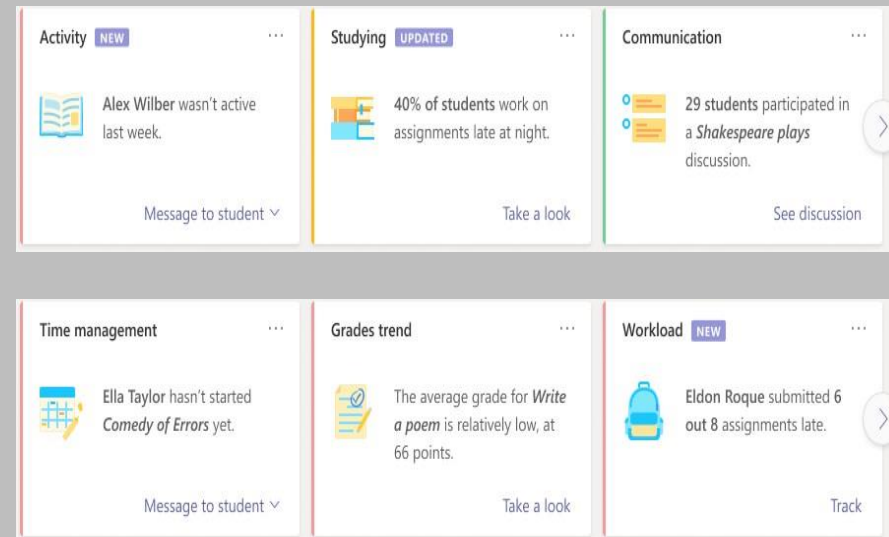 Activity NEW
Alex Wilber wasn't active
last week.
Message to student
Studying UPDATED
40% of students work on
assignments late at night.
Take a look
Communication
29 students participated in
a Shakespeare plays
discussion.
See discussion
Time management
Ella Taylor hasn't started
Comedy of Errors yet.
Message to student
Grades trend
The average grade for Write
a poem is relatively low, at
66 points.
Take a look
Workload NEW
Eldon Roque submitted 6
out 8 assignments late.
Track